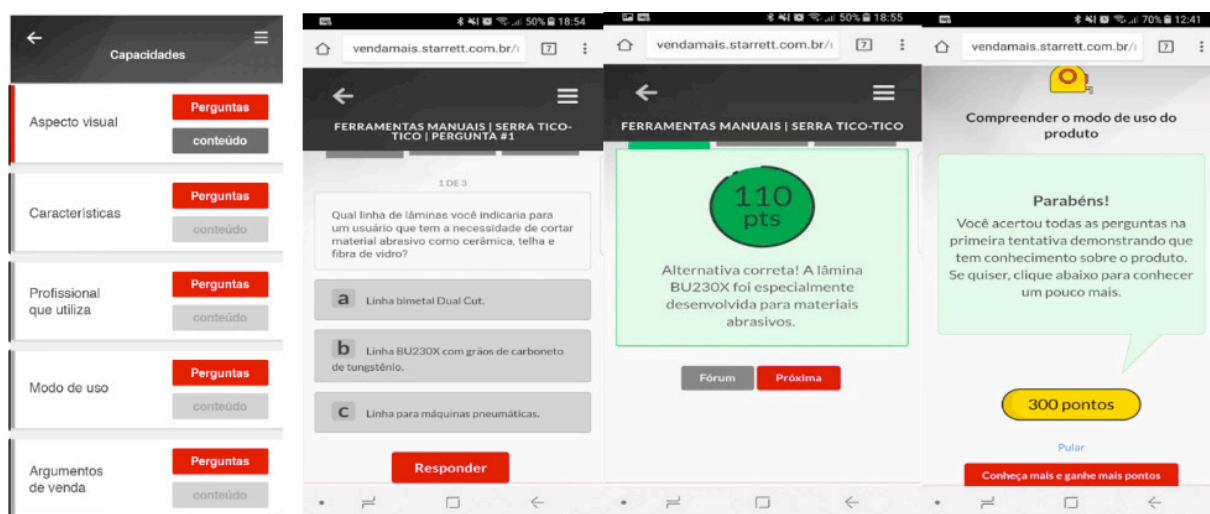 Capacidades
Aspecto visual
Perguntas
conteúdo
Características
Perguntas
conteúdo
Profissional
que utiliza
Perguntas
conteúdo
Modo de uso
Perguntas
conteúdo
Argumentos
de venda
Perguntas
conteúdo
50% 18:54
vendamais.starrett.com.br/
7
FERRAMENTAS MANUAIS | SERRA TICO-
TICO | PERGUNTA #1
1 DE 3
Qual linha de lâminas você indicaria para
um usuário que tem a necessidade de cortar
material abrasivo como cerâmica, telha e
fibra de vidro?
a Linha bimetal Dual Cut.
b Linha BU230X com grãos de carboneto
de tungstênio.
c Linha para máquinas pneumáticas.
Responder
50% 18:55
vendamais.starrett.com.br/
7
FERRAMENTAS MANUAIS | SERRA TICO-TICO
110
pts
Alternativa correta! A lâmina
BU230X foi especialmente
desenvolvida para materiais
abrasivos.
Fórum
Próxima
70% 12:41
vendamais.starrett.com.br/
7
Compreender o modo de uso do
produto
Parabéns!
Você acertou todas as perguntas na
primeira tentativa demonstrando que
tem conhecimento sobre o produto.
Se quiser, clique abaixo para conhecer
um pouco mais.
300 pontos
Pular
Conheça mais e ganhe mais pontos